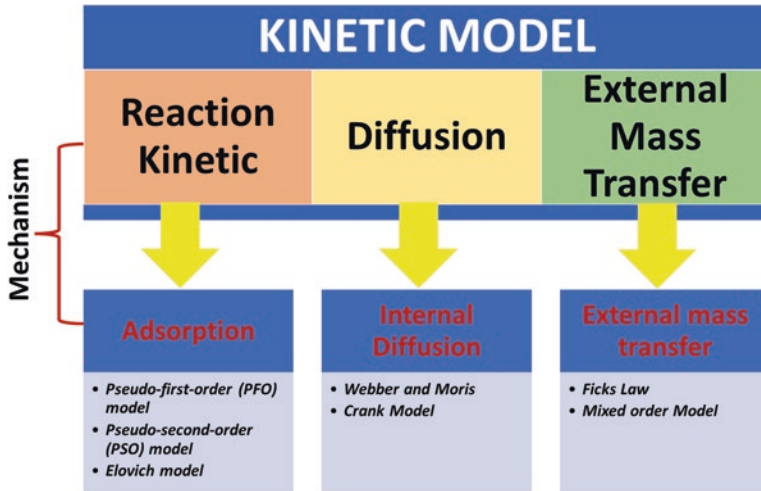 KINETIC MODEL
Reaction
Kinetic
Diffusion
External
Mass
Transfer
Mechanism
Adsorption
• Pseudo-first-order (PFO)
model
• Pseudo-second-order
(PSO) model
• Elovich model
Internal
Diffusion
• Webber and Moris
• Crank Model
External mass
transfer
• Ficks Law
• Mixed order Model